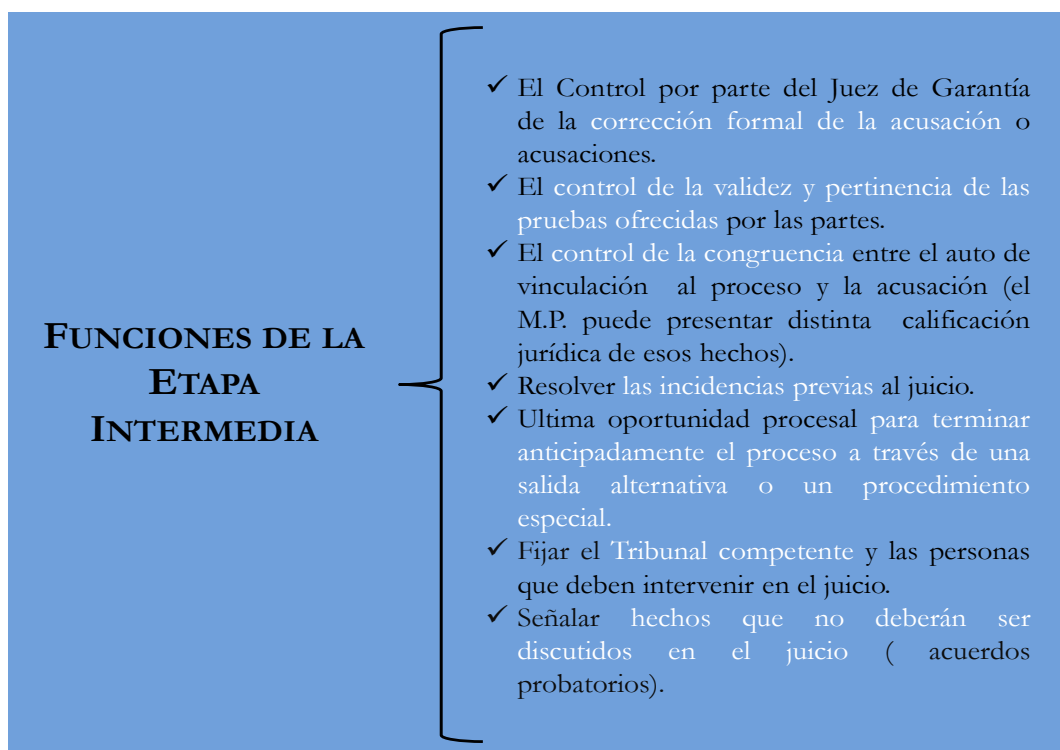 FUNCIONES DE LA
ETAPA
INTERMEDIA
✓ El Control por parte del Juez de Garantía
de la corrección formal de la acusación o
acusaciones.
✓ El control de la validez y pertinencia de las
pruebas ofrecidas por las partes.
✓ El control de la congruencia entre el auto de
vinculación al proceso y la acusación (el
M.P. puede presentar distinta calificación
jurídica de esos hechos).
✓ Resolver las incidencias previas al juicio.
✓ Ultima oportunidad procesal para terminar
anticipadamente el proceso a través de una
salida alternativa o un procedimiento
especial.
✓ Fijar el Tribunal competente y las personas
que deben intervenir en el juicio.
✓ Señalar hechos que no deberán ser
discutidos en el juicio ( acuerdos
probatorios).